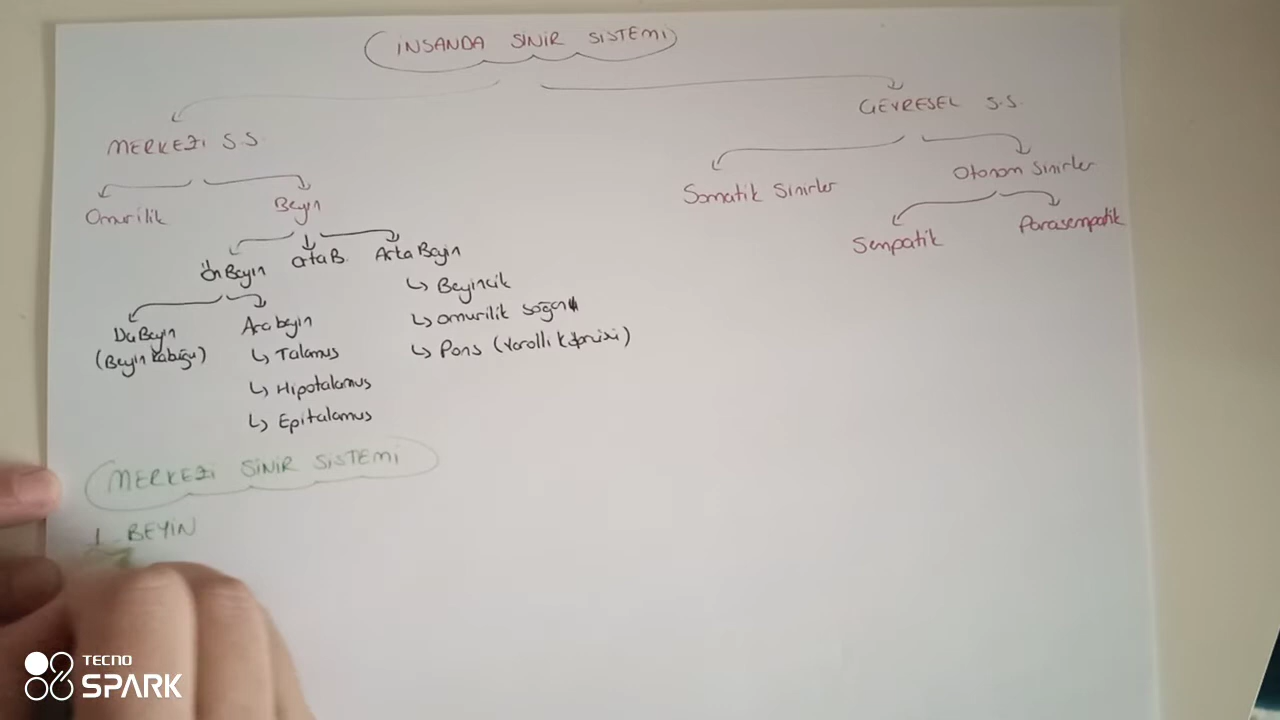 İNSANDA SİNİR SİSTEMİ
MERKEZİ S.S.
ÇEVRESEL S.S.
Omurilik
Beyin
Somatik Sinirler
Otonom Sinirler
Sempatik
Parasempatik
Ön Beyin
Orta B.
Arka Beyin
↳ Beyincik
↳ Omurilik Soğanı
↳ Pons (Varolli köprüsü)
Uç Beyin
(Beyin kabuğu)
Ara beyin
↳ Talamus
↳ Hipotalamus
↳ Epitalamus
MERKEZİ SİNİR SİSTEMİ
1 BEYİN
TECNO
SPARK